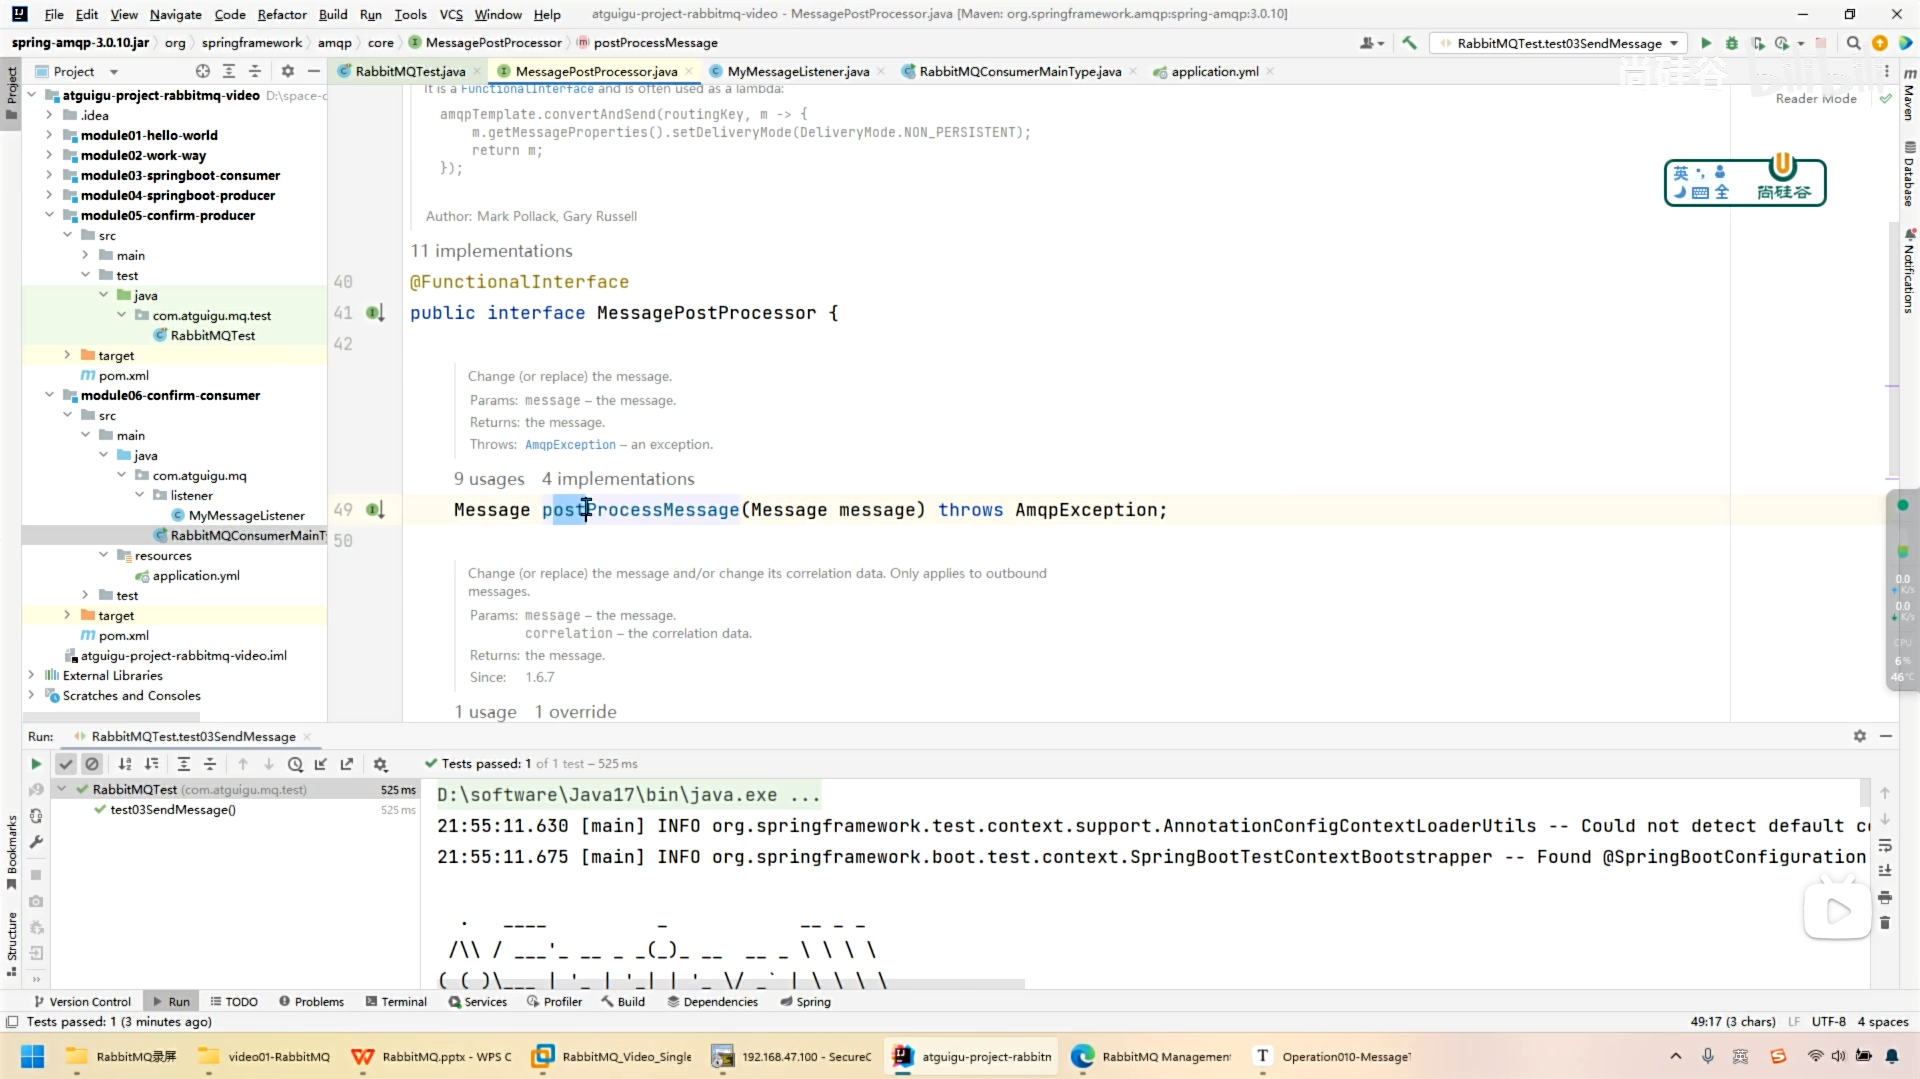 File Edit View Navigate Code Refactor Build Run Tools VCS Window Help atguigu-project-rabbitmq-video - MessagePostProcessor.java [Maven: org.springframework.amqp:spring-amqp:3.0.10]
spring-amqp-3.0.10.jar org springframework amqp core MessagePostProcessor postProcessMessage RabbitMQTest.test03SendMessage
Project RabbitMQTest.java MessagePostProcessor.java MyMessageListener.java RabbitMQConsumerMainType.java application.yml
尚硅谷 bilibili
Reader Mode
Project
Maven
Database
Notifications
atguigu-project-rabbitmq-video D:\space-c
.idea
module01-hello-world
module02-work-way
module03-springboot-consumer
module04-springboot-producer
module05-confirm-producer
src
main
test
java
com.atguigu.mq.test
RabbitMQTest
target
pom.xml
module06-confirm-consumer
src
main
java
com.atguigu.mq
listener
MyMessageListener
RabbitMQConsumerMainT
resources
application.yml
test
target
pom.xml
atguigu-project-rabbitmq-video.iml
External Libraries
Scratches and Consoles
It is a FunctionalInterface and is often used as a lambda:
amqpTemplate.convertAndSend(routingKey, m -> {
m.getMessageProperties().setDeliveryMode(DeliveryMode.NON_PERSISTENT);
return m;
});
Author: Mark Pollack, Gary Russell
11 implementations
40 @FunctionalInterface
41 public interface MessagePostProcessor {
42
Change (or replace) the message.
Params: message – the message.
Returns: the message.
Throws: AmqpException – an exception.
9 usages 4 implementations
49 Message postProcessMessage(Message message) throws AmqpException;
50
Change (or replace) the message and/or change its correlation data. Only applies to outbound
messages.
Params: message – the message.
correlation – the correlation data.
Returns: the message.
Since: 1.6.7
1 usage 1 override
英 全 尚硅谷
0.0
K/s
0.0
K/s
CPU
6%
46°C
Run: RabbitMQTest.test03SendMessage
Tests passed: 1 of 1 test – 525 ms
RabbitMQTest (com.atguigu.mq.test) 525 ms
test03SendMessage() 525 ms
D:\software\Java17\bin\java.exe ...
21:55:11.630 [main] INFO org.springframework.test.context.support.AnnotationConfigContextLoaderUtils -- Could not detect default c
21:55:11.675 [main] INFO org.springframework.boot.test.context.SpringBootTestContextBootstrapper -- Found @SpringBootConfiguration
Bookmarks
Structure
Version Control Run TODO Problems Terminal Services Profiler Build Dependencies Spring
Tests passed: 1 (3 minutes ago) 49:17 (3 chars) LF UTF-8 4 spaces
RabbitMQ录屏 video01-RabbitMQ RabbitMQ.pptx - WPS C RabbitMQ_Video_Single 192.168.47.100 - SecureC atguigu-project-rabbitm RabbitMQ Management Operation010-Message 英